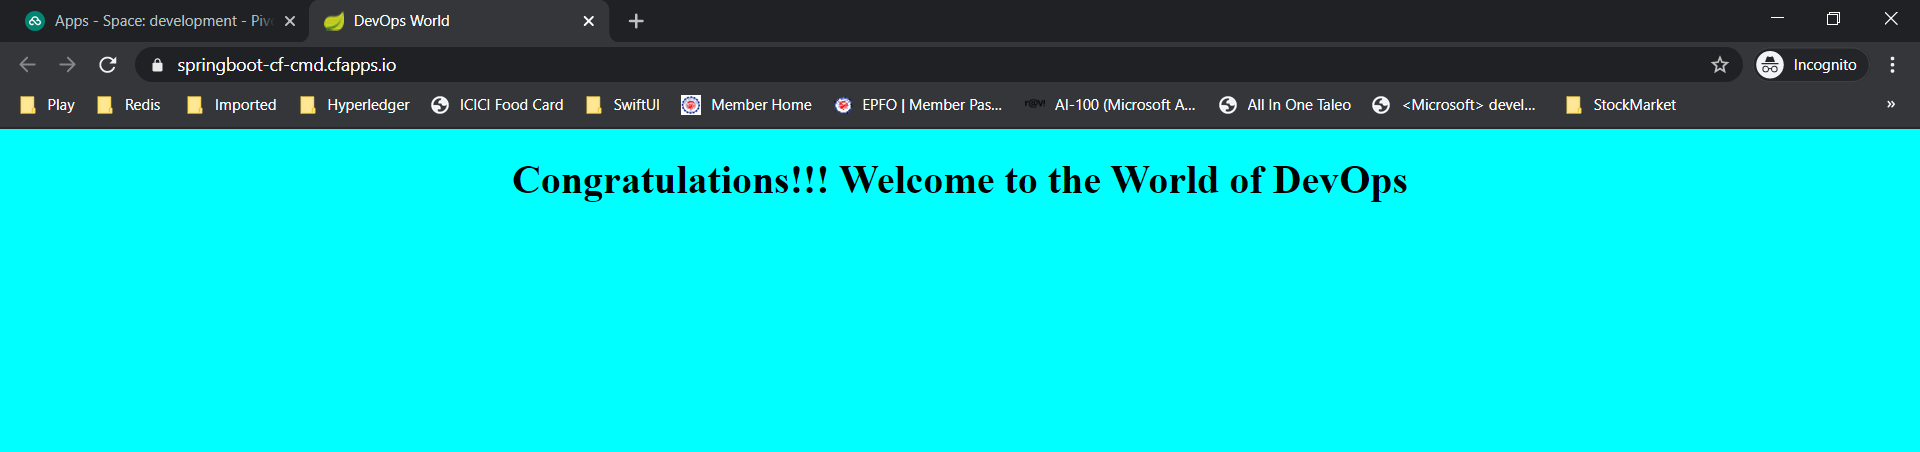 Apps - Space: development - Piv
DevOps World
springboot-cf-cmd.cfapps.io
Incognito
Play Redis Imported Hyperledger ICICI Food Card SwiftUI Member Home EPFO | Member Pas... AI-100 (Microsoft A... All In One Taleo <Microsoft> devel... StockMarket »
Congratulations!!! Welcome to the World of DevOps